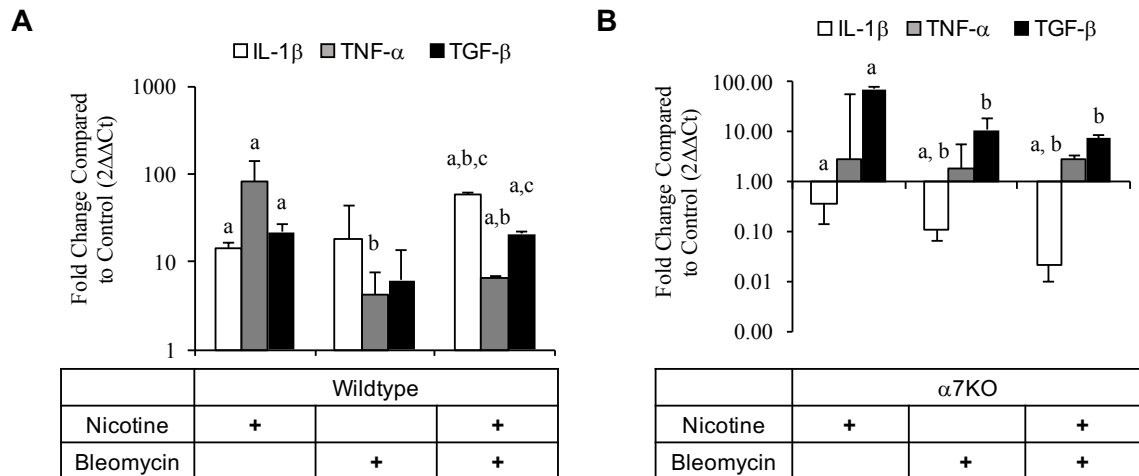 A
IL-1β TNF-α TGF-β
Fold Change Compared
to Control (2ΔΔCt)
1000
100
10
1
a
a
a
b
a,b,c
a,b
a,c
Wildtype
Nicotine + +
Bleomycin + +
B
IL-1β TNF-α TGF-β
Fold Change Compared
to Control (2ΔΔCt)
100.00
10.00
1.00
0.10
0.01
0.00
a
a
a, b
b
a, b
b
α7KO
Nicotine + +
Bleomycin + +